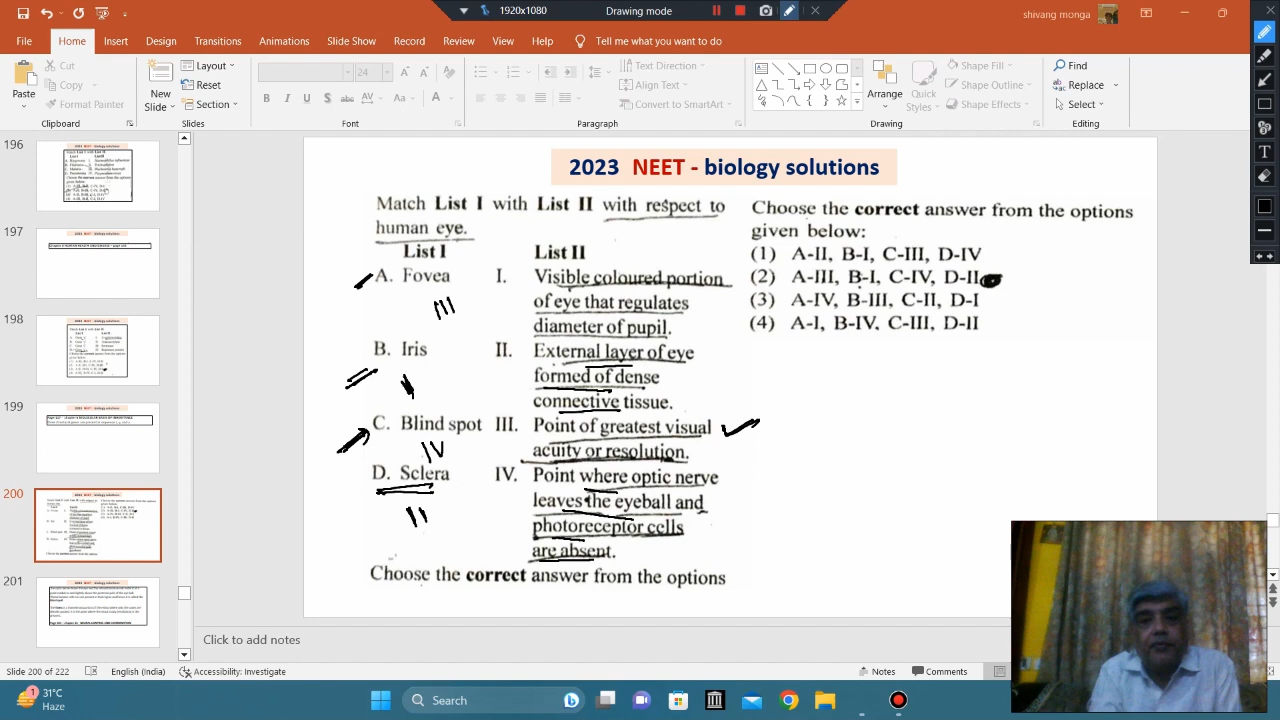 1920x1080 Drawing mode
shivang monga
File Home Insert Design Transitions Animations Slide Show Record Review View Help Tell me what you want to do
Paste
Cut
Copy
Format Painter
Clipboard
New Slide
Layout
Reset
Section
Slides
24
Font
Text Direction
Align Text
Convert to SmartArt
Paragraph
Arrange
Quick Styles
Shape Fill
Shape Outline
Shape Effects
Drawing
Find
Replace
Select
Editing
196
197
198
199
200
201
2023 NEET - biology solutions
Match List I with List II with respect to
human eye.
List I List II
A. Fovea I. Visible coloured portion
of eye that regulates
III
diameter of pupil.
B. Iris II. External layer of eye
formed of dense
I
connective tissue.
C. Blind spot III. Point of greatest visual
acuity or resolution.
IV
D. Sclera IV. Point where optic nerve
leaves the eyeball and
II
photoreceptor cells
are absent.
Choose the correct answer from the options
Choose the correct answer from the options
given below:
(1) A-II, B-I, C-III, D-IV
(2) A-III, B-I, C-IV, D-II
(3) A-IV, B-III, C-II, D-I
(4) A-I, B-IV, C-III, D-II
Click to add notes
Slide 200 of 222 English (India) Accessibility: Investigate Notes Comments
31°C
Haze
1
Search